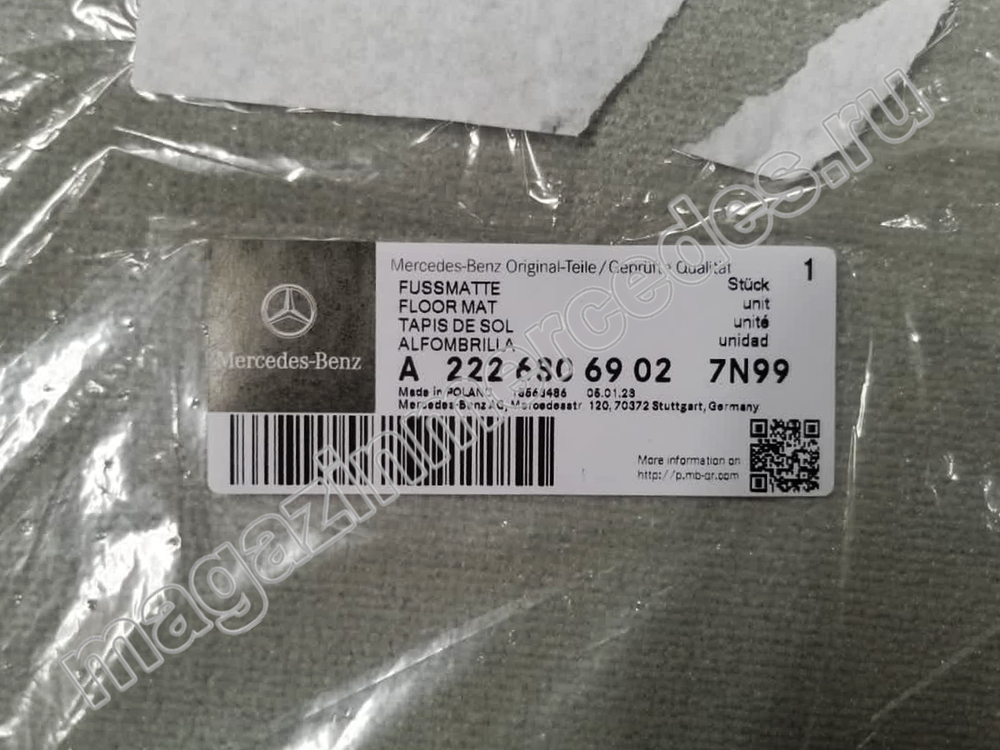 Mercedes-Benz Original-Teile/Geprüfte Qualität 1
FUSSMATTE Stück
FLOOR MAT unit
TAPIS DE SOL unité
ALFOMBRILLA unidad
Mercedes-Benz
A 222 680 69 02 7N99
Made in POLAND 05.01.23
Mercedes-Benz AG, Mercedesstr. 120, 70372 Stuttgart, Germany
More information on
http://p.mb-qr.com
magazinmercedes.ru